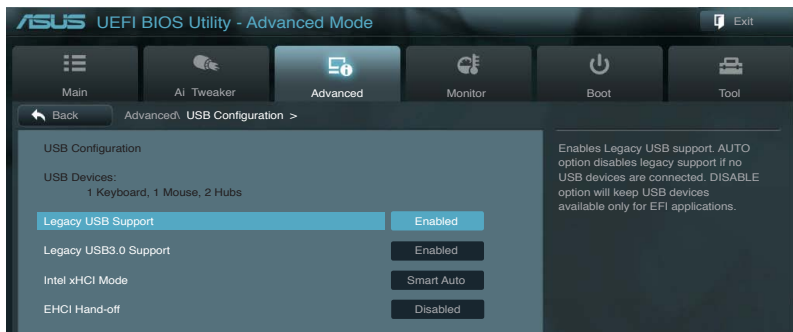 ASUS UEFI BIOS Utility - Advanced Mode
Exit
Main
Ai Tweaker
Advanced
Monitor
Boot
Tool
Back
Advanced\ USB Configuration >
USB Configuration
USB Devices:
1 Keyboard, 1 Mouse, 2 Hubs
Legacy USB Support Enabled
Legacy USB3.0 Support Enabled
Intel xHCI Mode Smart Auto
EHCI Hand-off Disabled
Enables Legacy USB support. AUTO
option disables legacy support if no
USB devices are connected. DISABLE
option will keep USB devices
available only for EFI applications.